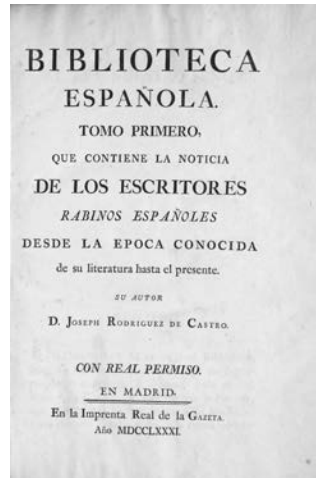 BIBLIOTECA
ESPAÑOLA.
TOMO PRIMERO,
QUE CONTIENE LA NOTICIA
DE LOS ESCRITORES
RABINOS ESPAÑOLES
DESDE LA EPOCA CONOCIDA
de su literatura hasta el presente.
SU AUTOR
D. JOSEPH RODRIGUEZ DE CASTRO.
CON REAL PERMISO.
EN MADRID.
En la Imprenta Real de la GAZETA.
Año MDCCLXXXI.